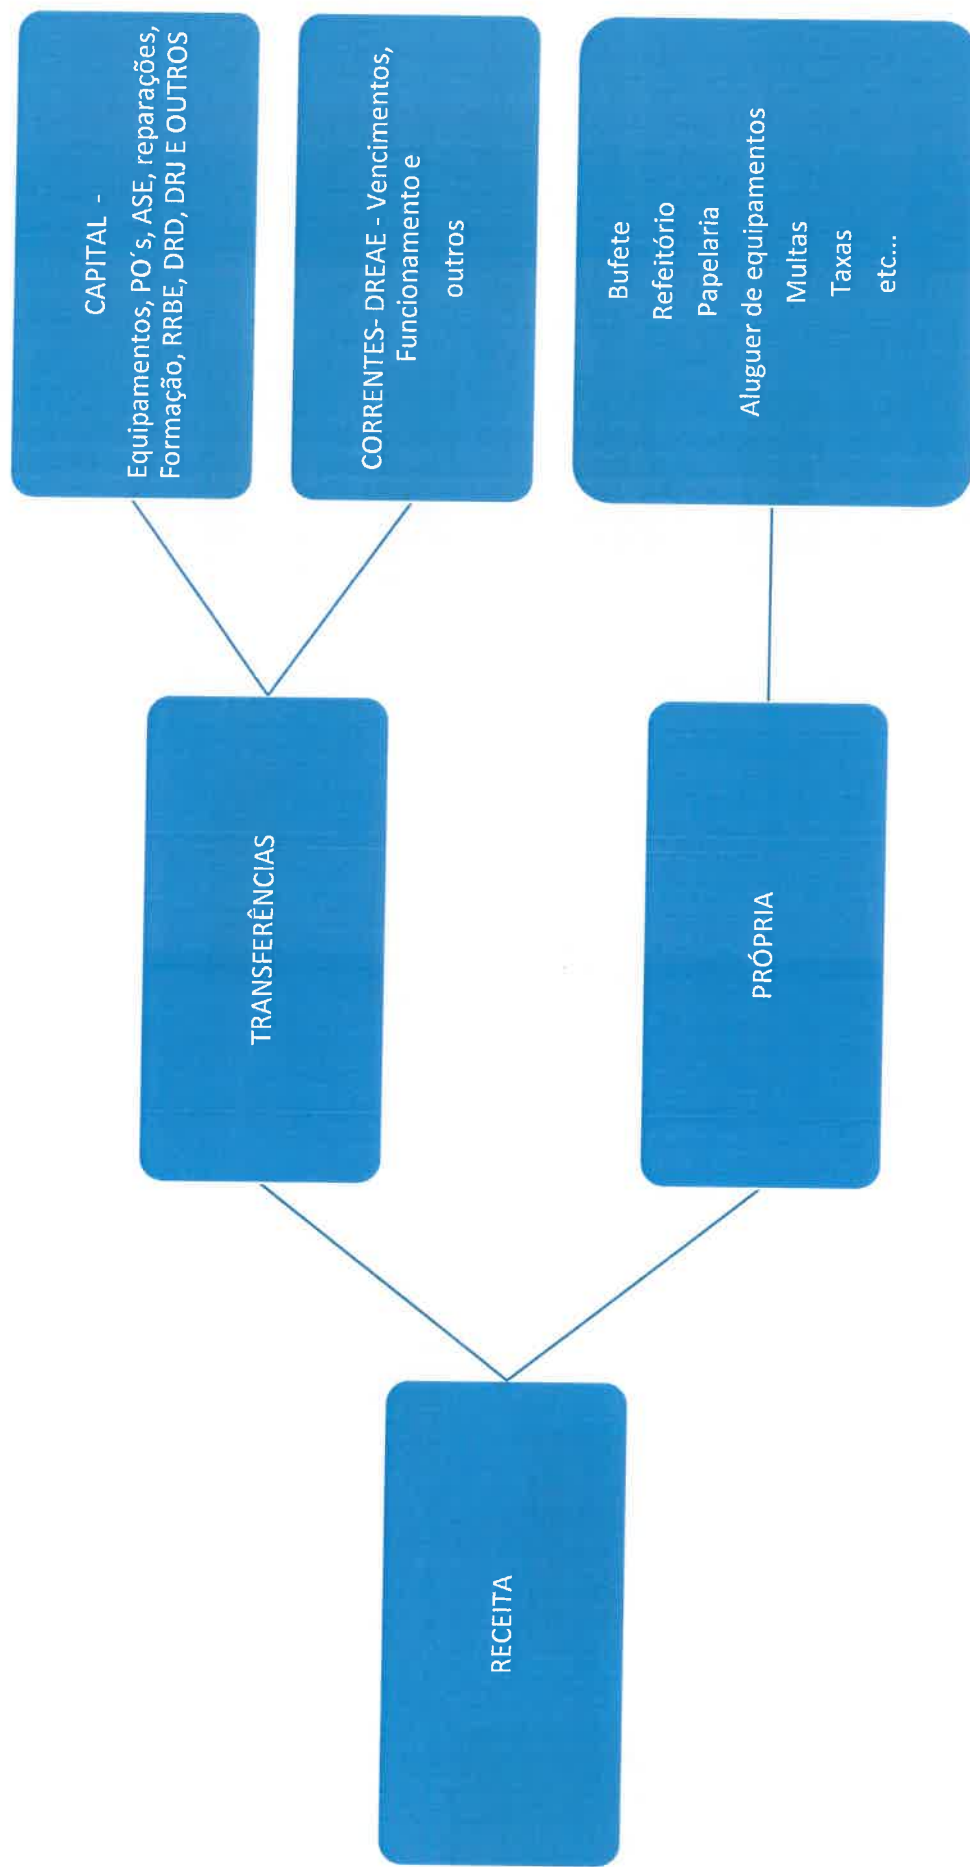 RECEITA
TRANSFERÊNCIAS
CAPITAL -
Equipamentos, PO´s, ASE, reparações,
Formação, RRBE, DRD, DRJ E OUTROS
CORRENTES- DREAE - Vencimentos,
Funcionamento e
outros
PRÓPRIA
Bufete
Refeitório
Papelaria
Aluguer de equipamentos
Multas
Taxas
etc...